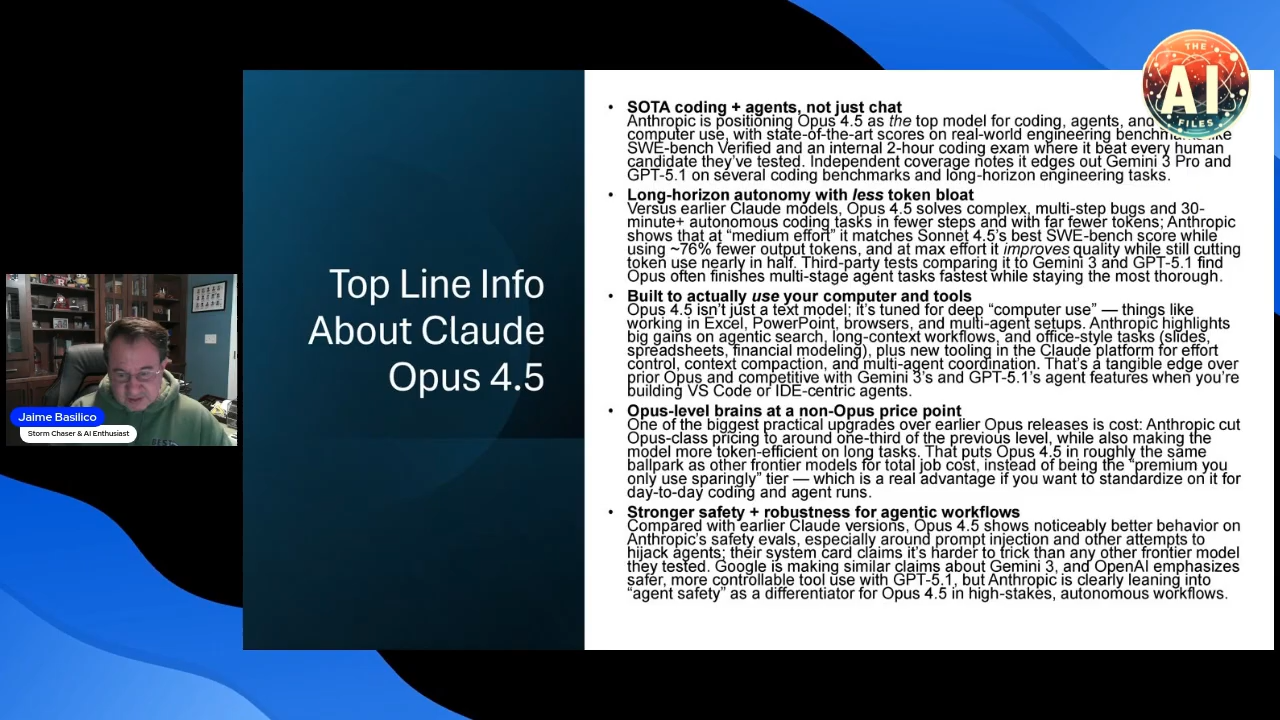 THE
AI
FILES
Top Line Info
About Claude
Opus 4.5
• SOTA coding + agents, not just chat
Anthropic is positioning Opus 4.5 as the top model for coding, agents, and
computer use, with state-of-the-art scores on real-world engineering benchmarks like
SWE-bench Verified and an internal 2-hour coding exam where it beat every human
candidate they've tested. Independent coverage notes it edges out Gemini 3 Pro and
GPT-5.1 on several coding benchmarks and long-horizon engineering tasks.
• Long-horizon autonomy with less token bloat
Versus earlier Claude models, Opus 4.5 solves complex, multi-step bugs and 30-
minute+ autonomous coding tasks in fewer steps and with far fewer tokens; Anthropic
shows that at “medium effort” it matches Sonnet 4.5’s best SWE-bench score while
using ~76% fewer output tokens, and at max effort it improves quality while still cutting
token use nearly in half. Third-party tests comparing it to Gemini 3 and GPT-5.1 find
Opus often finishes multi-stage agent tasks fastest while staying the most thorough.
• Built to actually use your computer and tools
Opus 4.5 isn’t just a text model; it’s tuned for deep “computer use” — things like
working in Excel, PowerPoint, browsers, and multi-agent setups. Anthropic highlights
big gains on agentic search, long-context workflows, and office-style tasks (slides,
spreadsheets, financial modeling), plus new tooling in the Claude platform for effort
control, context compaction, and multi-agent coordination. That’s a tangible edge over
prior Opus and competitive with Gemini 3’s and GPT-5.1’s agent features when you’re
building VS Code or IDE-centric agents.
• Opus-level brains at a non-Opus price point
One of the biggest practical upgrades over earlier Opus releases is cost: Anthropic cut
Opus-class pricing to around one-third of the previous level, while also making the
model more token-efficient on long tasks. That puts Opus 4.5 in roughly the same
ballpark as other frontier models for total job cost, instead of being the “premium you
only use sparingly” tier — which is a real advantage if you want to standardize on it for
day-to-day coding and agent runs.
• Stronger safety + robustness for agentic workflows
Compared with earlier Claude versions, Opus 4.5 shows noticeably better behavior on
Anthropic’s safety evals, especially around prompt injection and other attempts to
hijack agents; their system card claims it’s harder to trick than any other frontier model
they tested. Google is making similar claims about Gemini 3, and OpenAI emphasizes
safer, more controllable tool use with GPT-5.1, but Anthropic is clearly leaning into
“agent safety” as a differentiator for Opus 4.5 in high-stakes, autonomous workflows.
Jaime Basilico
Storm Chaser & AI Enthusiast